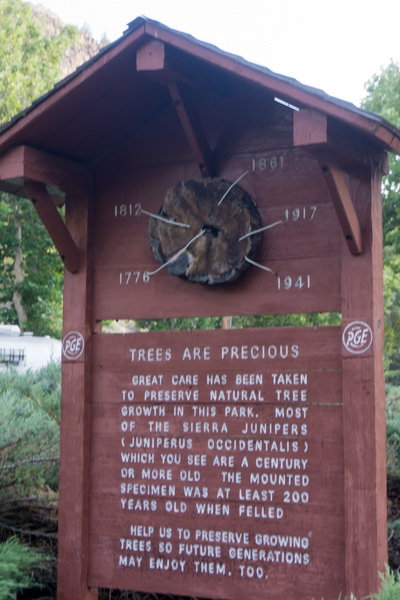 1861
1812
1917
1776
1941
PGE
PGE
TREES ARE PRECIOUS
GREAT CARE HAS BEEN TAKEN
TO PRESERVE NATURAL TREE
GROWTH IN THIS PARK. MOST
OF THE SIERRA JUNIPERS
(JUNIPERUS OCCIDENTALIS)
WHICH YOU SEE ARE A CENTURY
OR MORE OLD THE MOUNTED
SPECIMEN WAS AT LEAST 200
YEARS OLD WHEN FELLED
HELP US TO PRESERVE GROWING
TREES SO FUTURE GENERATIONS
MAY ENJOY THEM, TOO.